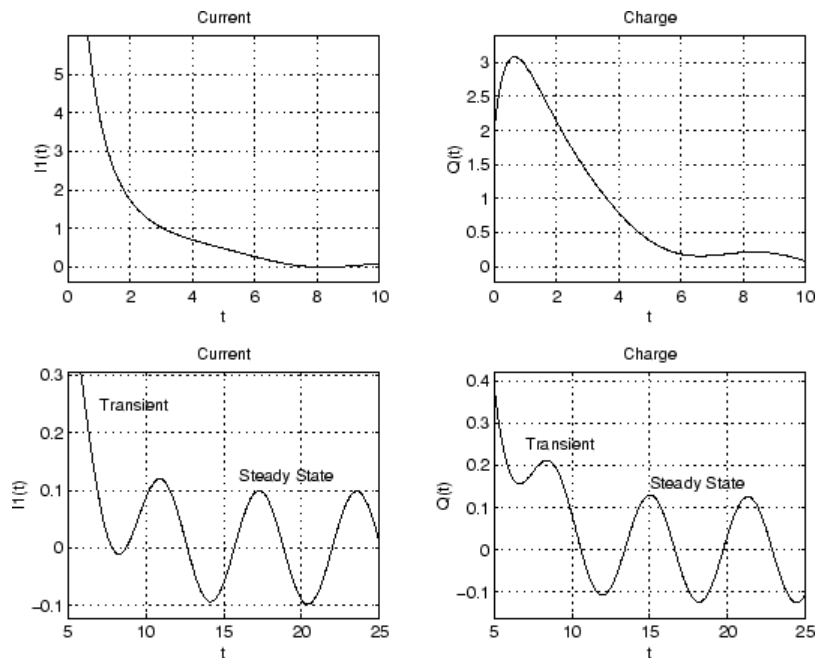 Current
I1(t)
5
4
3
2
1
0
0 2 4 6 8 10
t
Charge
Q(t)
3
2.5
2
1.5
1
0.5
0
0 2 4 6 8 10
t
Current
I1(t)
0.3
0.2
0.1
0
−0.1
Transient
Steady State
5 10 15 20 25
t
Charge
Q(t)
0.4
0.3
0.2
0.1
0
−0.1
Transient
Steady State
5 10 15 20 25
t